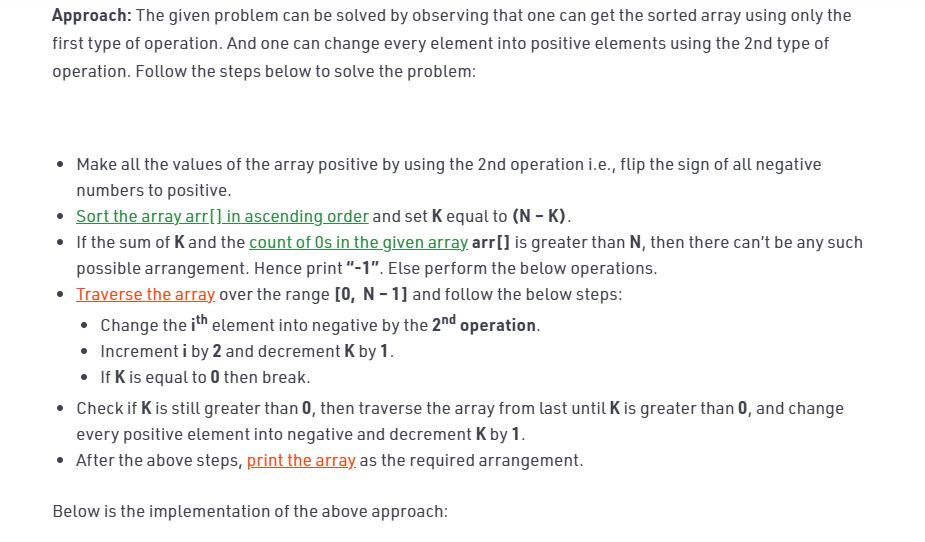 Approach: The given problem can be solved by observing that one can get the sorted array using only the
first type of operation. And one can change every element into positive elements using the 2nd type of
operation. Follow the steps below to solve the problem:
• Make all the values of the array positive by using the 2nd operation i.e., flip the sign of all negative
numbers to positive.
• Sort the array arr[] in ascending order and set K equal to (N – K).
• If the sum of K and the count of 0s in the given array arr[] is greater than N, then there can't be any such
possible arrangement. Hence print “-1”. Else perform the below operations.
• Traverse the array over the range [0, N – 1] and follow the below steps:
• Change the ith element into negative by the 2nd operation.
• Increment i by 2 and decrement K by 1.
• If K is equal to 0 then break.
• Check if K is still greater than 0, then traverse the array from last until K is greater than 0, and change
every positive element into negative and decrement K by 1.
• After the above steps, print the array as the required arrangement.
Below is the implementation of the above approach: